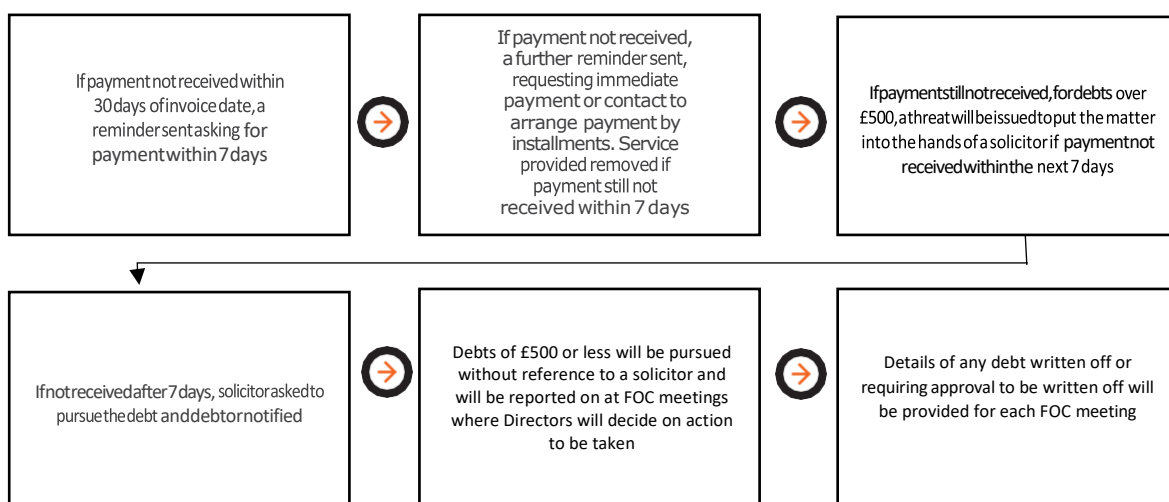 If payment not received within
30 days of invoice date, a
reminder sent asking for
payment within 7 days
If payment not received,
a further reminder sent,
requesting immediate
payment or contact to
arrange payment by
installments. Service
provided removed if
payment still not
received within 7 days
If payment still not received, for debts over
£500, a threat will be issued to put the matter
into the hands of a solicitor if payment not
received within the next 7 days
If not received after 7 days, solicitor asked to
pursue the debt and debtor notified
Debts of £500 or less will be pursued
without reference to a solicitor and
will be reported on at FOC meetings
where Directors will decide on action
to be taken
Details of any debt written off or
requiring approval to be written off will
be provided for each FOC meeting